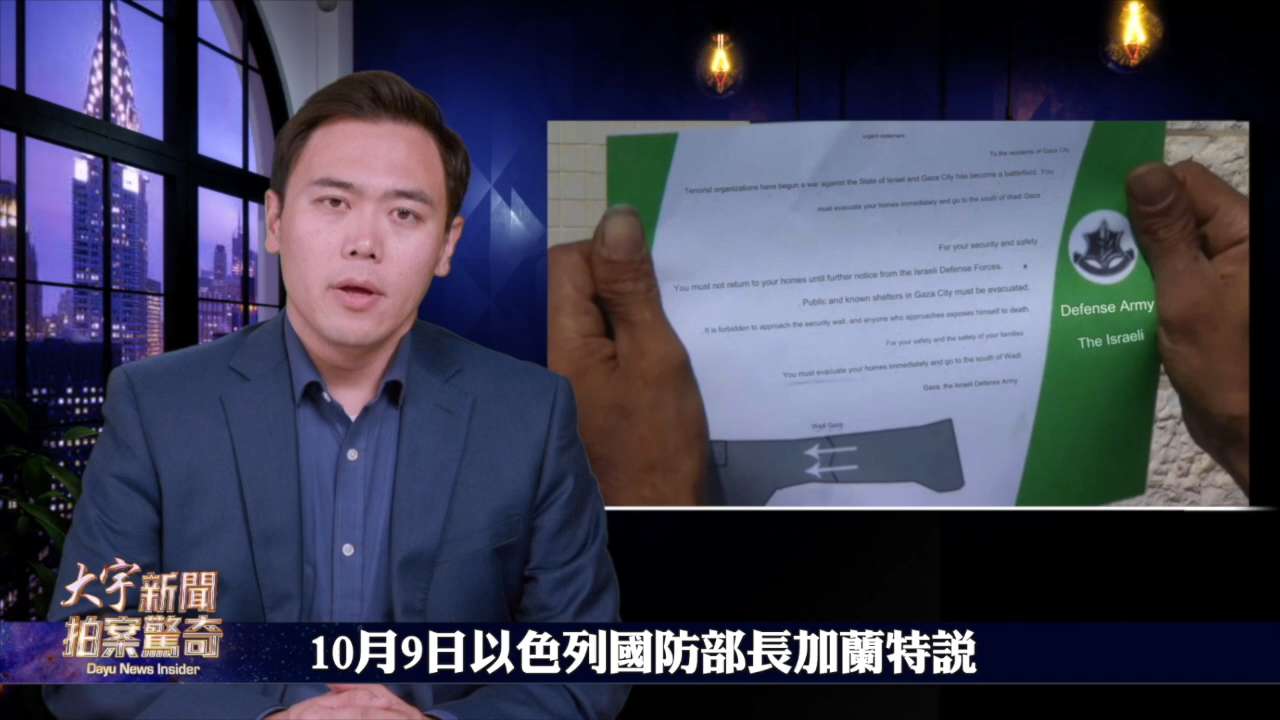 urgent statement
To the residents of Gaza City
Terrorist organizations have begun a war against the State of Israel and Gaza City has become a battlefield. You
must evacuate your homes immediately and go to the south of Wadi Gaza
For your security and safety
You must not return to your homes until further notice from the Israeli Defense Forces.
. Public and known shelters in Gaza City must be evacuated.
. It is forbidden to approach the security wall, and anyone who approaches exposes himself to death.
For your safety and the safety of your families
You must evacuate your homes immediately and go to the south of Wadi
Gaza, the Israeli Defense Army
Wadi Gaza
Defense Army
The Israeli
大宇新聞
拍案驚奇
Dayu News Insider
10月9日以色列國防部長加蘭特説